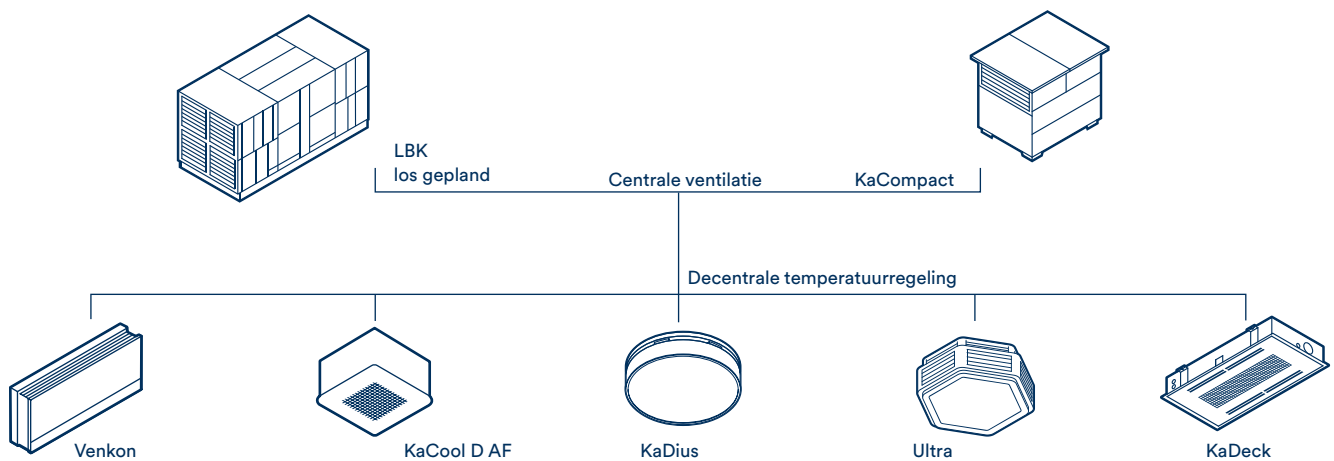 LBK
los gepland
Centrale ventilatie
KaCompact
Decentrale temperatuurregeling
Venkon
KaCool D AF
KaDius
Ultra
KaDeck